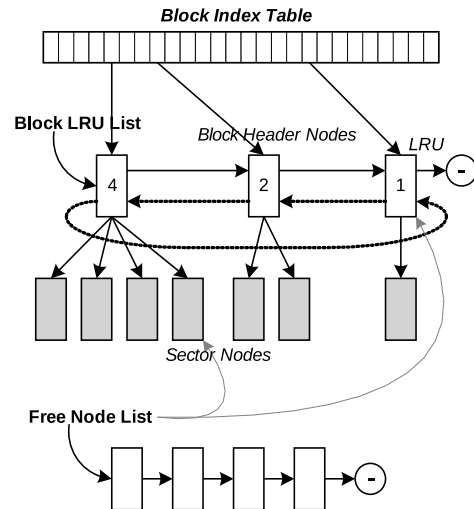 Block Index Table
Block LRU List
Block Header Nodes
LRU
4
2
1
-
Sector Nodes
Free Node List
-